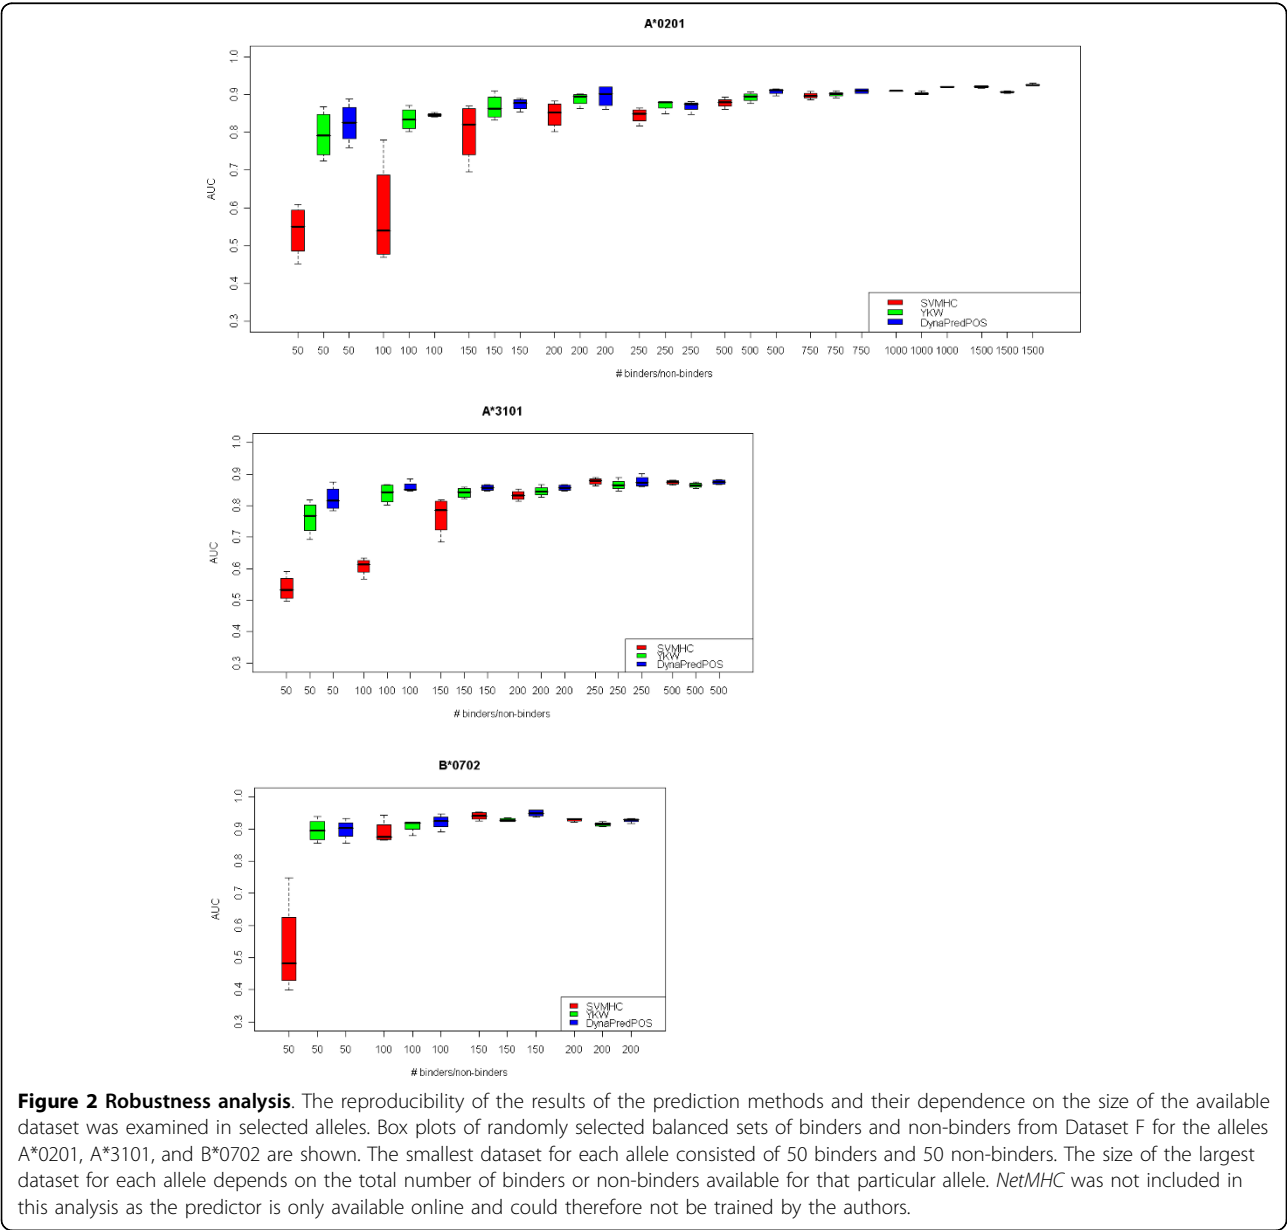 A*0201
1.0
0.9
0.8
0.7
0.6
0.5
0.4
0.3
AUC
SVMHC
YKW
DynaPredPOS
50 50 50 100 100 100 150 150 150 200 200 200 250 250 250 500 500 500 750 750 750 1000 1000 1000 1500 1500 1500
# binders/non-binders
A*3101
1.0
0.9
0.8
0.7
0.6
0.5
0.4
0.3
AUC
SVMHC
YKW
DynaPredPOS
50 50 50 100 100 100 150 150 150 200 200 200 250 250 250 500 500 500
# binders/non-binders
B*0702
1.0
0.9
0.8
0.7
0.6
0.5
0.4
0.3
AUC
SVMHC
YKW
DynaPredPOS
50 50 50 100 100 100 150 150 150 200 200 200
# binders/non-binders
Figure 2 Robustness analysis. The reproducibility of the results of the prediction methods and their dependence on the size of the available
dataset was examined in selected alleles. Box plots of randomly selected balanced sets of binders and non-binders from Dataset F for the alleles
A*0201, A*3101, and B*0702 are shown. The smallest dataset for each allele consisted of 50 binders and 50 non-binders. The size of the largest
dataset for each allele depends on the total number of binders or non-binders available for that particular allele. NetMHC was not included in
this analysis as the predictor is only available online and could therefore not be trained by the authors.